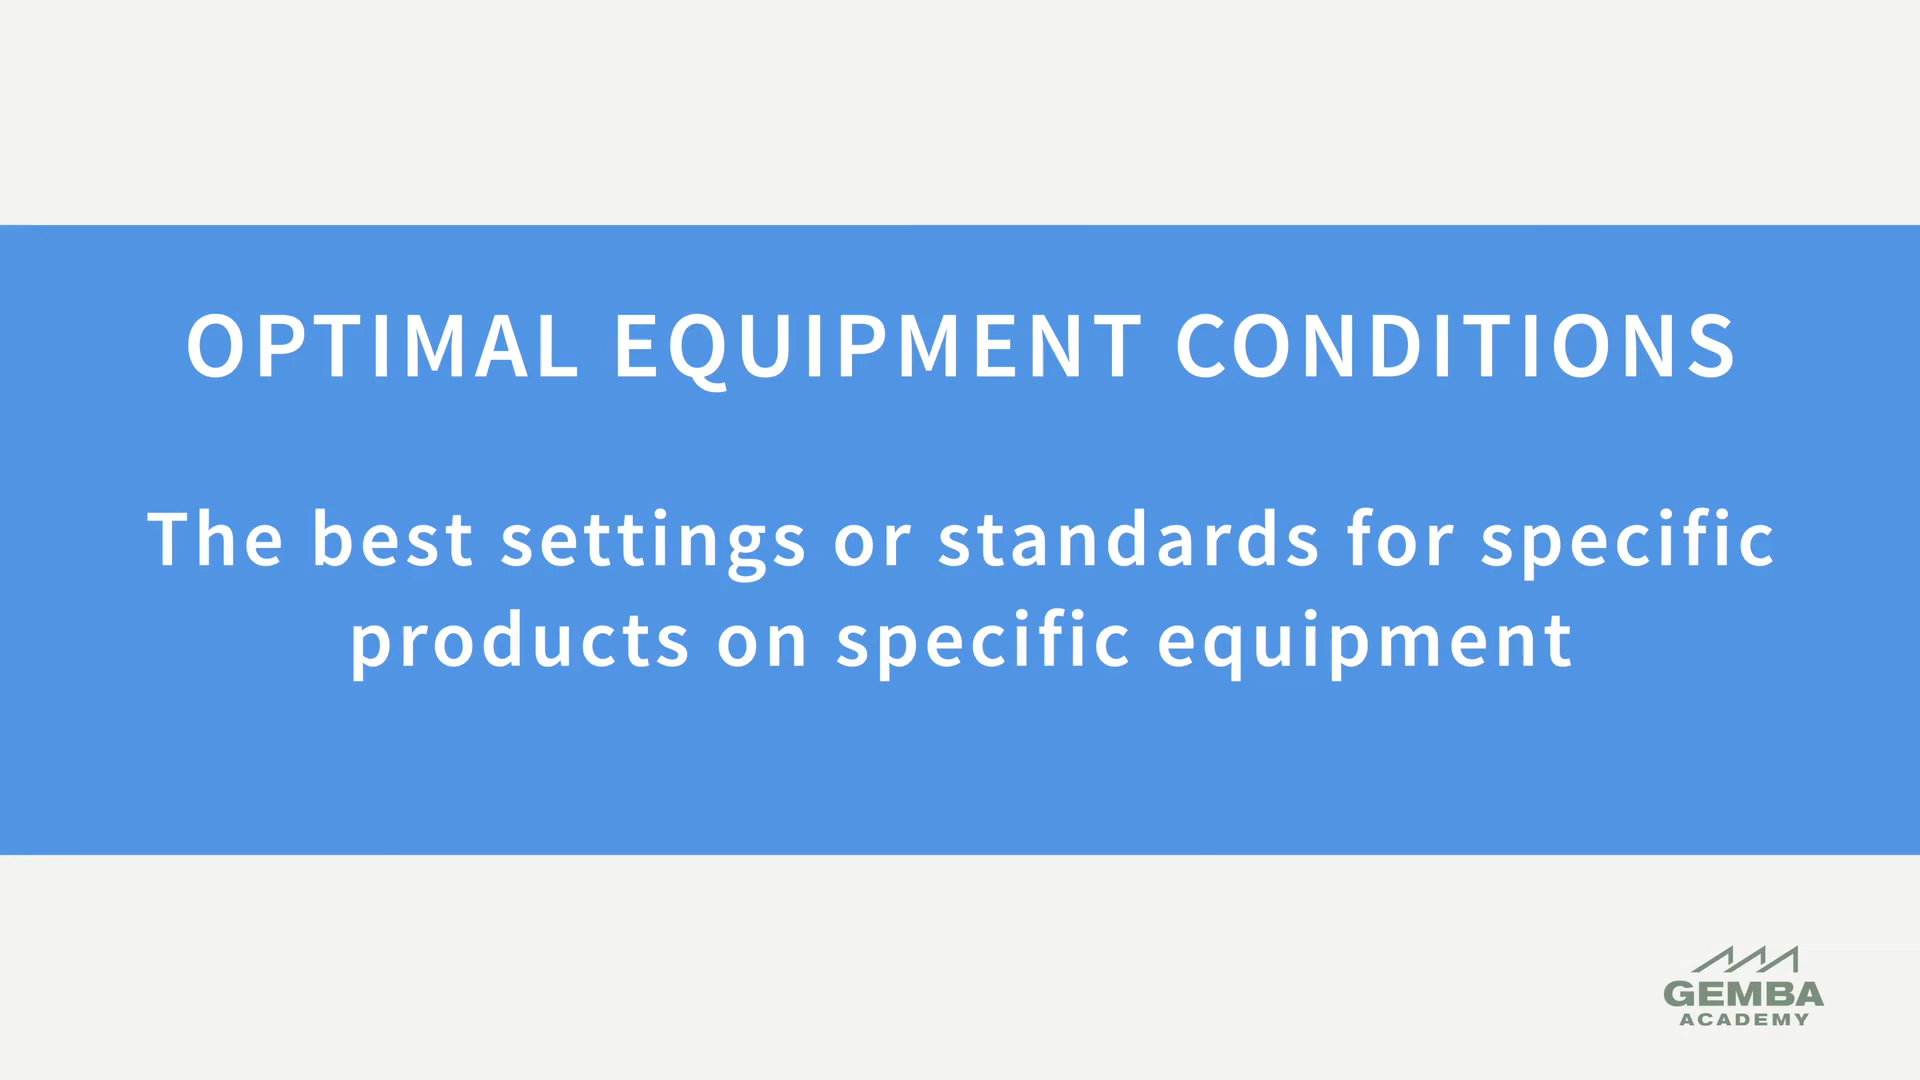 OPTIMAL EQUIPMENT CONDITIONS
The best settings or standards for specific
products on specific equipment
GEMBA
ACADEMY